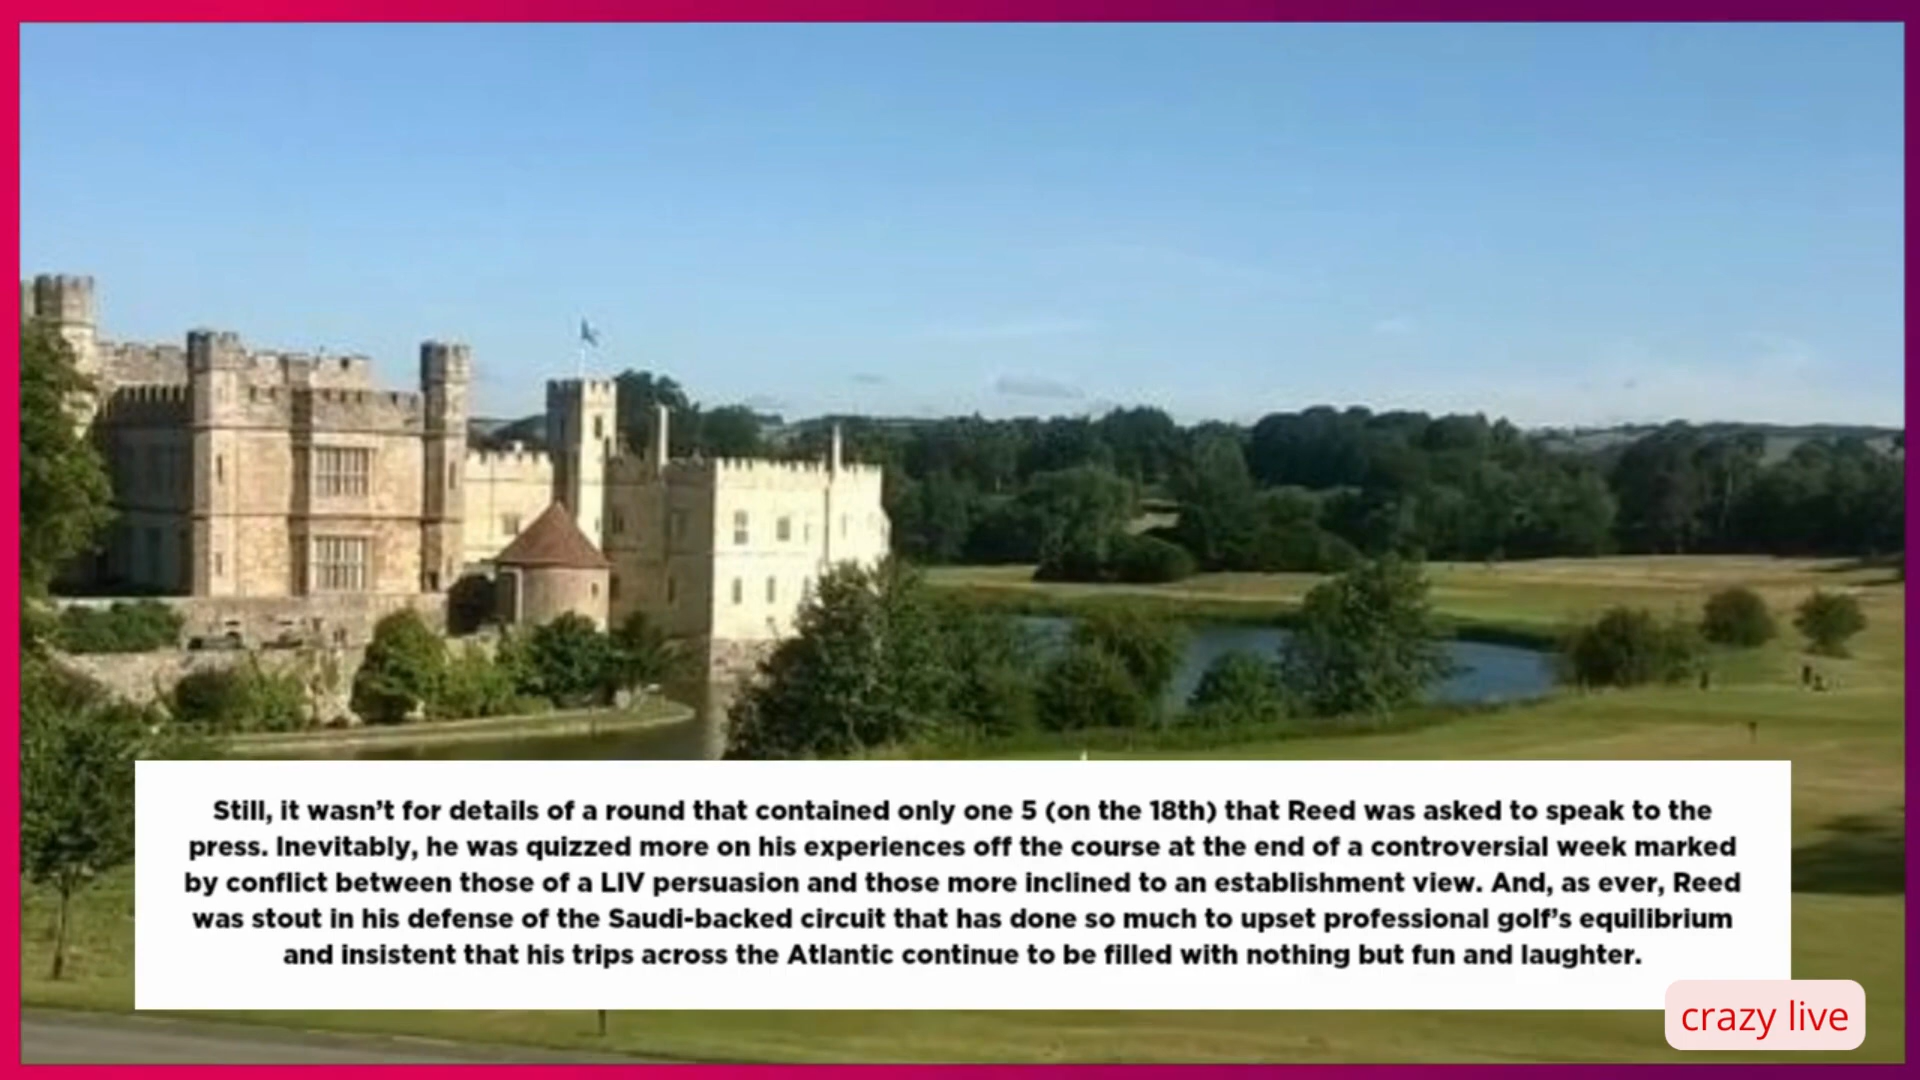 Still, it wasn’t for details of a round that contained only one 5 (on the 18th) that Reed was asked to speak to the
press. Inevitably, he was quizzed more on his experiences off the course at the end of a controversial week marked
by conflict between those of a LIV persuasion and those more inclined to an establishment view. And, as ever, Reed
was stout in his defense of the Saudi-backed circuit that has done so much to upset professional golf’s equilibrium
and insistent that his trips across the Atlantic continue to be filled with nothing but fun and laughter.
crazy live